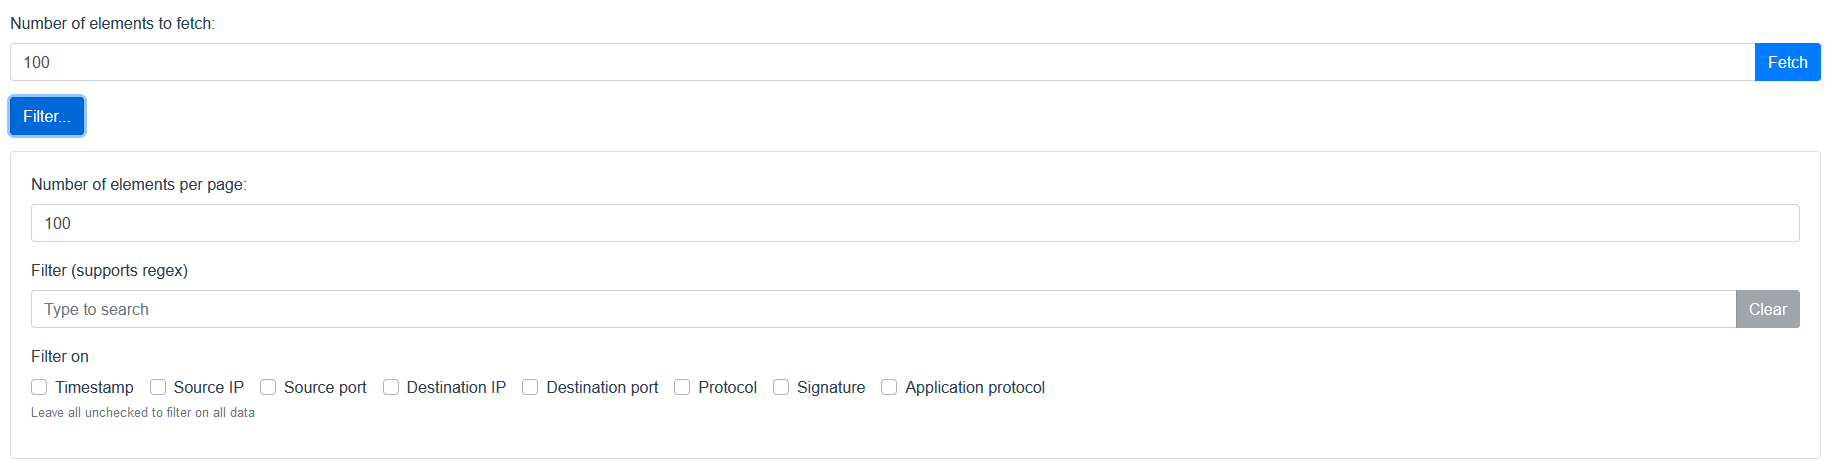 Number of elements to fetch:
100 Fetch
Filter...
Number of elements per page:
100
Filter (supports regex)
Type to search Clear
Filter on
Timestamp Source IP Source port Destination IP Destination port Protocol Signature Application protocol
Leave all unchecked to filter on all data